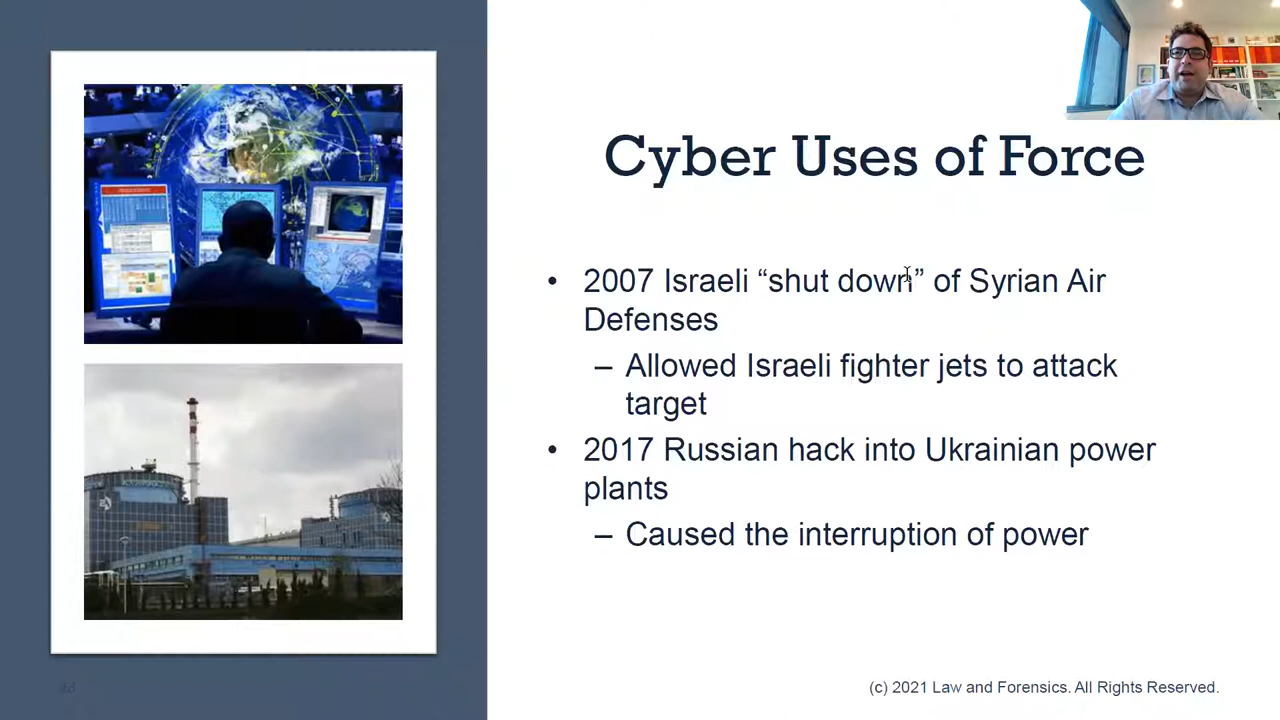 Cyber Uses of Force
• 2007 Israeli “shut down” of Syrian Air
Defenses
– Allowed Israeli fighter jets to attack
target
• 2017 Russian hack into Ukrainian power
plants
– Caused the interruption of power
(c) 2021 Law and Forensics. All Rights Reserved.